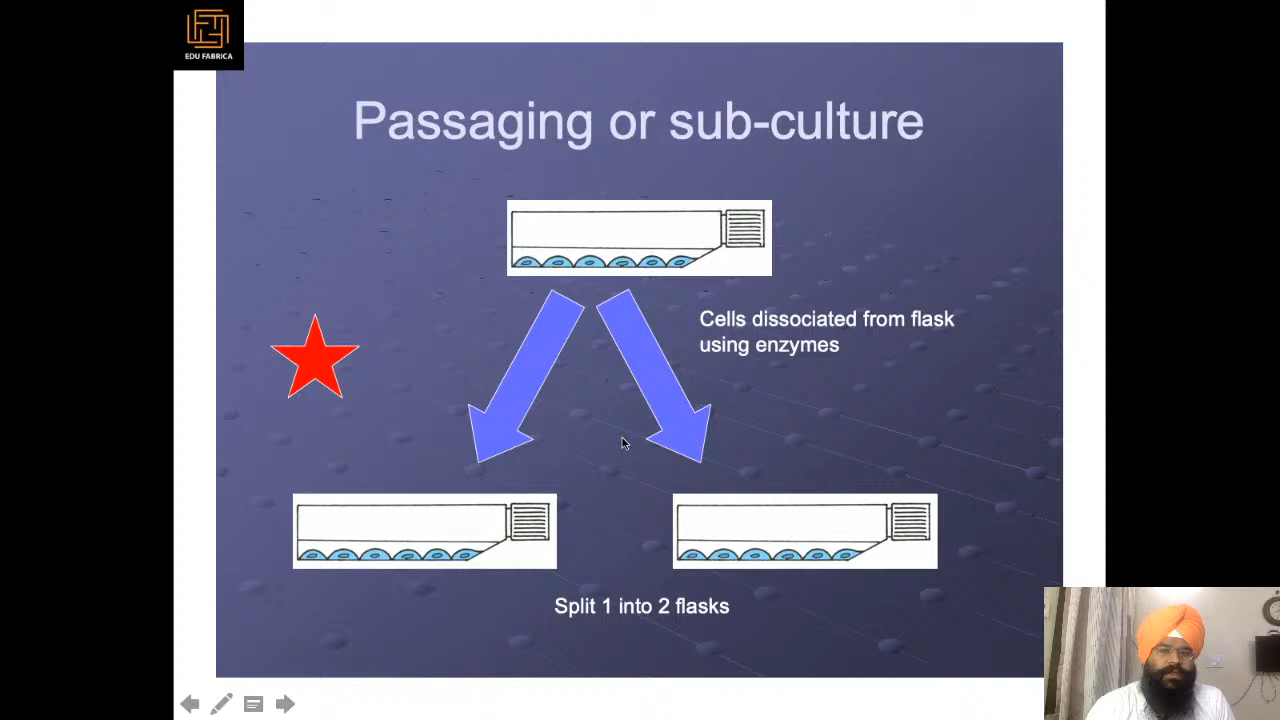 EDU FABRICA
Passaging or sub-culture
Cells dissociated from flask
using enzymes
Split 1 into 2 flasks